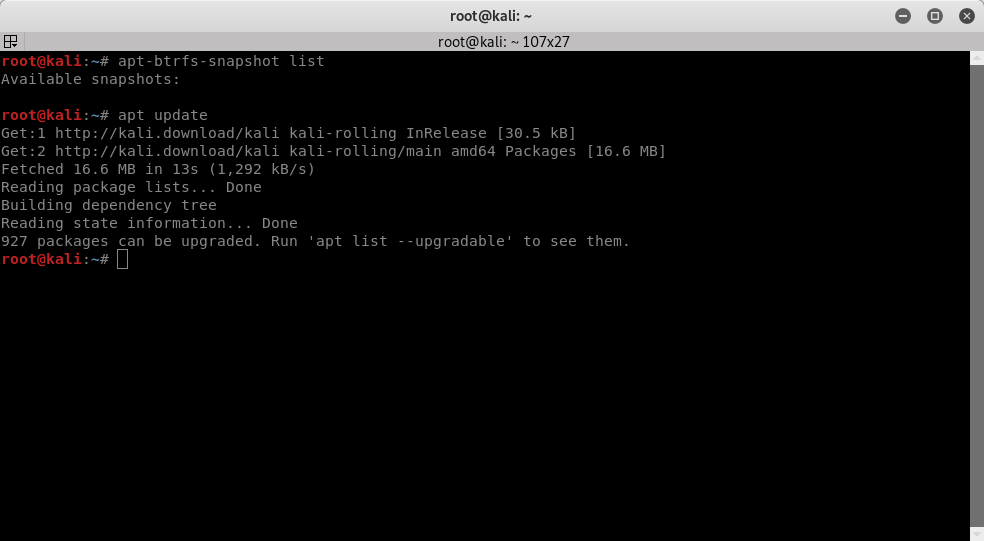 root@kali: ~
root@kali: ~ 107x27
root@kali:~# apt-btrfs-snapshot list
Available snapshots:
root@kali:~# apt update
Get:1 http://kali.download/kali kali-rolling InRelease [30.5 kB]
Get:2 http://kali.download/kali kali-rolling/main amd64 Packages [16.6 MB]
Fetched 16.6 MB in 13s (1,292 kB/s)
Reading package lists... Done
Building dependency tree
Reading state information... Done
927 packages can be upgraded. Run 'apt list --upgradable' to see them.
root@kali:~#